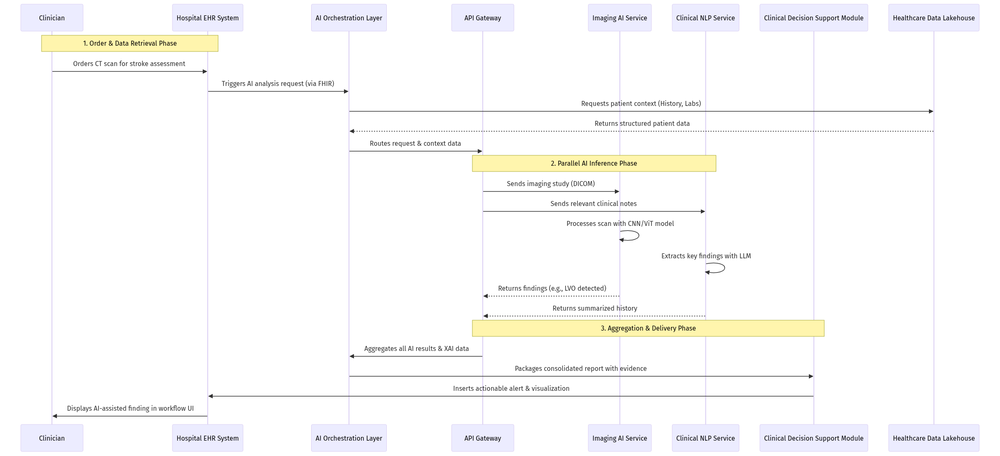 Clinician
Hospital EHR System
AI Orchestration Layer
API Gateway
Imaging AI Service
Clinical NLP Service
Clinical Decision Support Module
Healthcare Data Lakehouse
1. Order & Data Retrieval Phase
Orders CT scan for stroke assessment
Triggers AI analysis request (via FHIR)
Requests patient context (History, Labs)
Returns structured patient data
Routes request & context data
2. Parallel AI Inference Phase
Sends imaging study (DICOM)
Sends relevant clinical notes
Processes scan with CNN/ViT model
Extracts key findings with LLM
Returns findings (e.g., LVO detected)
Returns summarized history
3. Aggregation & Delivery Phase
Aggregates all AI results & XAI data
Packages consolidated report with evidence
Inserts actionable alert & visualization
Displays AI-assisted finding in workflow UI
Clinician
Hospital EHR System
AI Orchestration Layer
API Gateway
Imaging AI Service
Clinical NLP Service
Clinical Decision Support Module
Healthcare Data Lakehouse